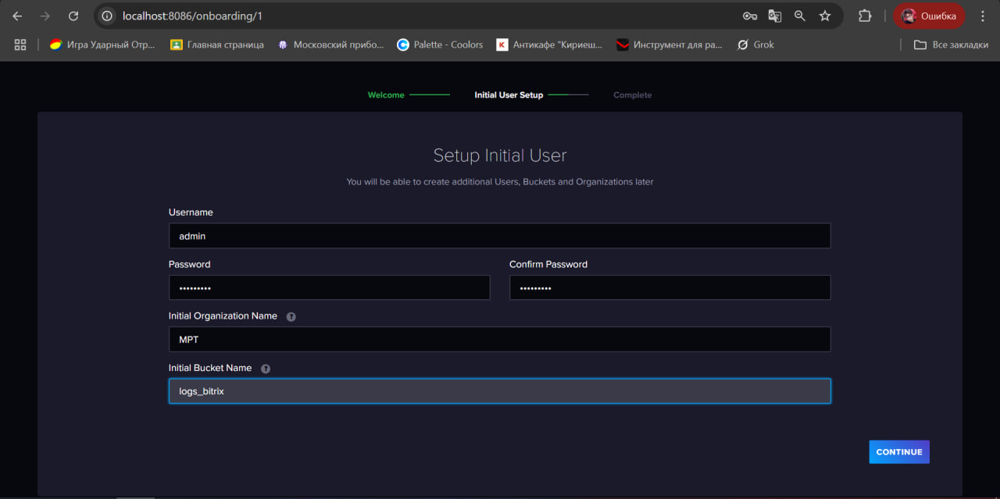 localhost:8086/onboarding/1
Ошибка
Игра Ударный Отр... Главная страница Московский прибо... Palette - Coolors Антикафе "Кириеш... Инструмент для ра... Grok Все закладки
Welcome Initial User Setup Complete
Setup Initial User
You will be able to create additional Users, Buckets and Organizations later
Username
admin
Password Confirm Password
••••••••• •••••••••
Initial Organization Name ?
MPT
Initial Bucket Name ?
logs_bitrix
CONTINUE